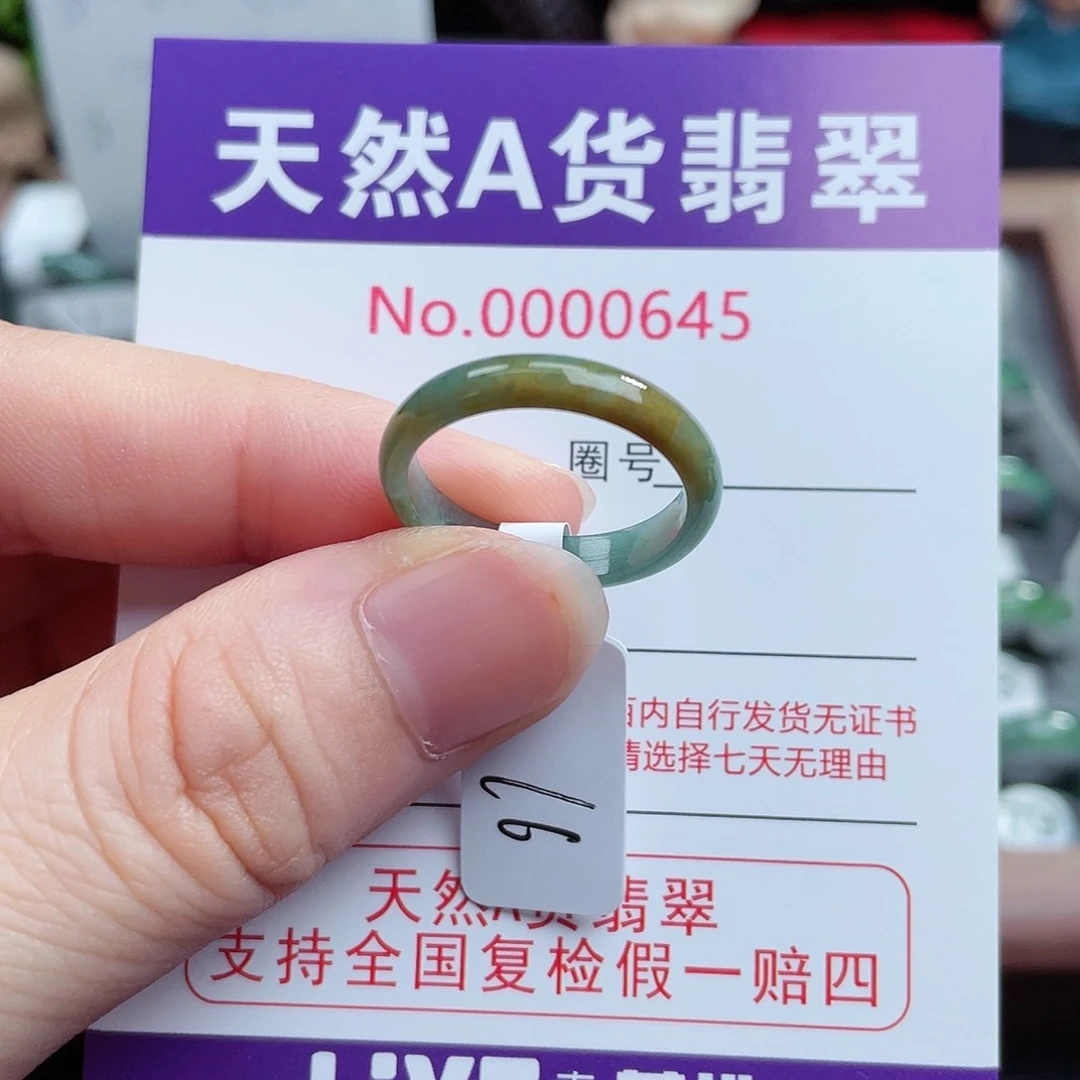 天然A货翡翠
No.0000645
圈号
内自行发货无证书
请选择七天无理由
97
天然A货翡翠
支持全国复检假一赔四
LIVE